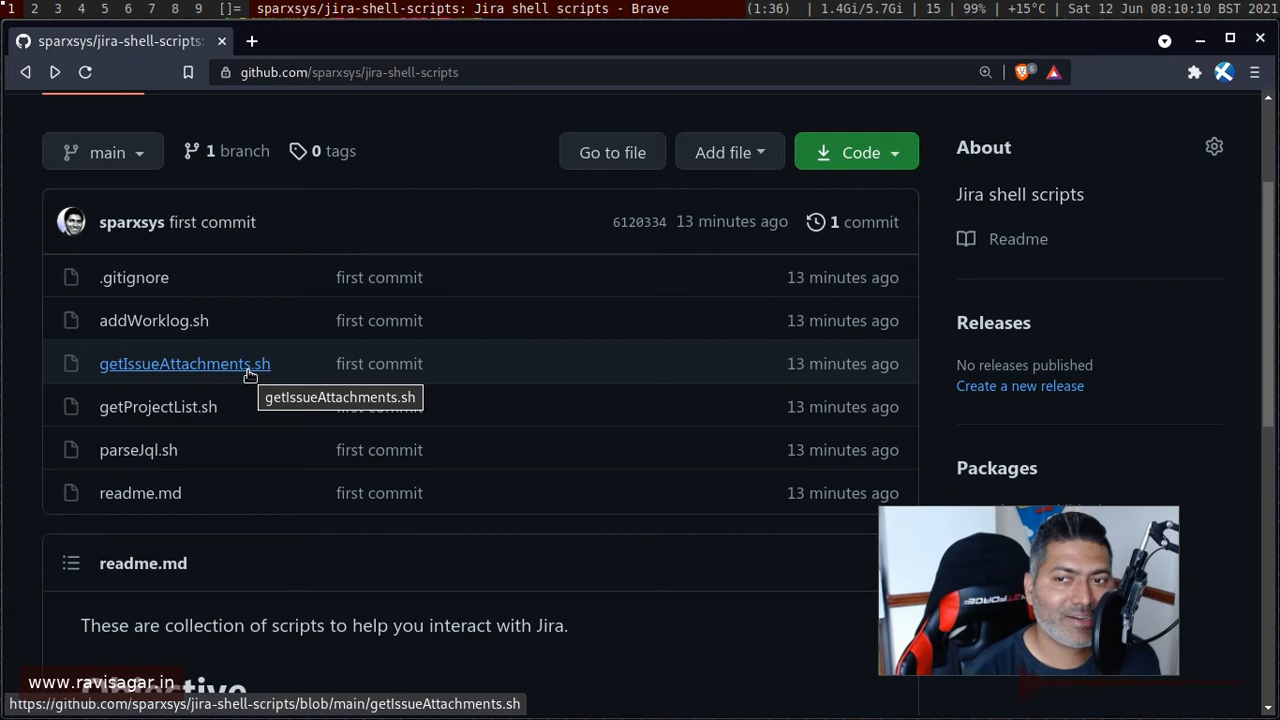 1 2 3 4 5 6 7 8 9 []= sparxsys/jira-shell-scripts: Jira shell scripts - Brave (1:36) | 1.4Gi/5.7Gi | 15 | 99% | +15°C | Sat 12 Jun 08:10:10 BST 2021
sparxsys/jira-shell-scripts:
github.com/sparxsys/jira-shell-scripts 6
main 1 branch 0 tags Go to file Add file Code
About
sparxsys first commit 6120334 13 minutes ago 1 commit
Jira shell scripts
Readme
.gitignore first commit 13 minutes ago
addWorklog.sh first commit 13 minutes ago
Releases
getIssueAttachments.sh first commit 13 minutes ago
No releases published
Create a new release
getIssueAttachments.sh
getProjectList.sh first commit 13 minutes ago
parseJql.sh first commit 13 minutes ago
Packages
readme.md first commit 13 minutes ago
readme.md
These are collection of scripts to help you interact with Jira.
Objective
www.ravisagar.in
https://github.com/sparxsys/jira-shell-scripts/blob/main/getIssueAttachments.sh